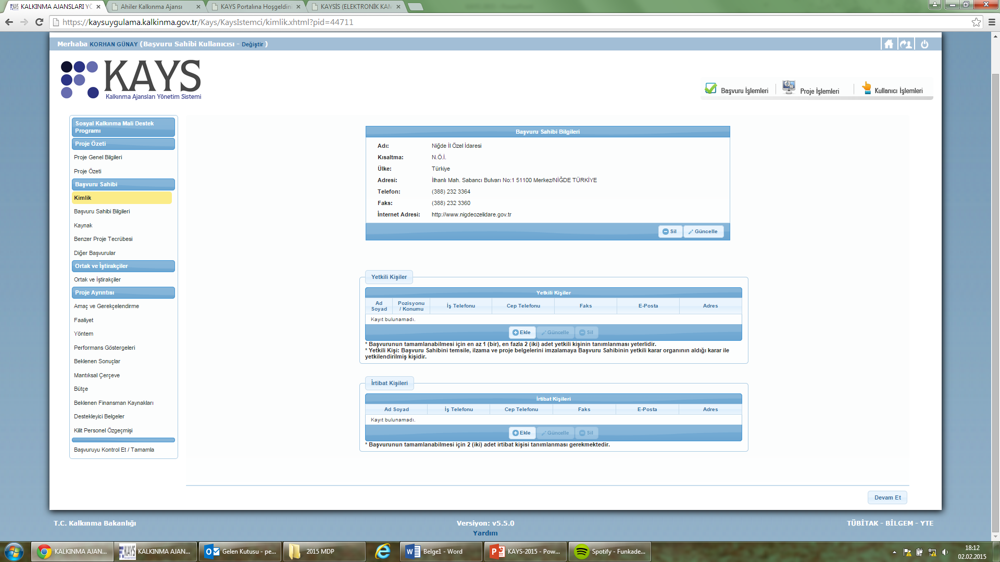 KALKINMA AJANSLARI YÖ
Ahiler Kalkınma Ajansı
KAYS Portalına Hoşgeldini
KAYSİS (ELEKTRONİK KAM
https://kaysuygulama.kalkinma.gov.tr/Kays/KaysIstemci/kimlik.xhtml?pid=44711
Merhaba KORHAN GÜNAY (Başvuru Sahibi Kullanıcısı - Değiştir )
KAYS
Kalkınma Ajansları Yönetim Sistemi
Başvuru İşlemleri
Proje İşlemleri
Kullanıcı İşlemleri
Sosyal Kalkınma Mali Destek
Programı
Proje Özeti
Proje Genel Bilgileri
Proje Özeti
Başvuru Sahibi
Kimlik
Başvuru Sahibi Bilgileri
Kaynak
Benzer Proje Tecrübesi
Diğer Başvurular
Ortak ve İştirakçiler
Ortak ve İştirakçiler
Proje Ayrıntısı
Amaç ve Gerekçelendirme
Faaliyet
Yöntem
Performans Göstergeleri
Beklenen Sonuçlar
Mantıksal Çerçeve
Bütçe
Beklenen Finansman Kaynakları
Destekleyici Belgeler
Kilit Personel Özgeçmişi
Başvuruyu Kontrol Et / Tamamla
Başvuru Sahibi Bilgileri
Adı: Niğde İl Özel İdaresi
Kısaltma: N.Ö.İ.
Ülke: Türkiye
Adresi: İlhanlı Mah. Sabancı Bulvarı No:1 51100 Merkez/NİĞDE TÜRKİYE
Telefon: (388) 232 3364
Faks: (388) 232 3360
İnternet Adresi: http://www.nigdeozelidare.gov.tr
Sil Güncelle
Yetkili Kişiler
Yetkili Kişiler
Ad Soyad Pozisyonu / Konumu İş Telefonu Cep Telefonu Faks E-Posta Adres
Kayıt bulunamadı.
Ekle Güncelle Sil
* Başvurunun tamamlanabilmesi için en az 1 (bir), en fazla 2 (iki) adet yetkili kişinin tanımlanması yeterlidir.
* Yetkili Kişi: Başvuru Sahibini temsile, ilzama ve proje belgelerini imzalamaya Başvuru Sahibinin yetkili karar organının aldığı karar ile
yetkilendirilmiş kişidir.
İrtibat Kişileri
İrtibat Kişileri
Ad Soyad İş Telefonu Cep Telefonu Faks E-Posta Adres
Kayıt bulunamadı.
Ekle Güncelle Sil
* Başvurunun tamamlanabilmesi için 2 (iki) adet irtibat kişisi tanımlanması gerekmektedir.
Devam Et
T.C. Kalkınma Bakanlığı
Versiyon: v5.5.0
Yardım
TÜBİTAK - BİLGEM - YTE
KALKINMA AJAN...
KALKINMA AJAN...
Gelen Kutusu - pe...
2015 MDP
Belge1 - Word
KAYS-2015 - Pow...
Spotify - Funkade...
18:12
02.02.2015